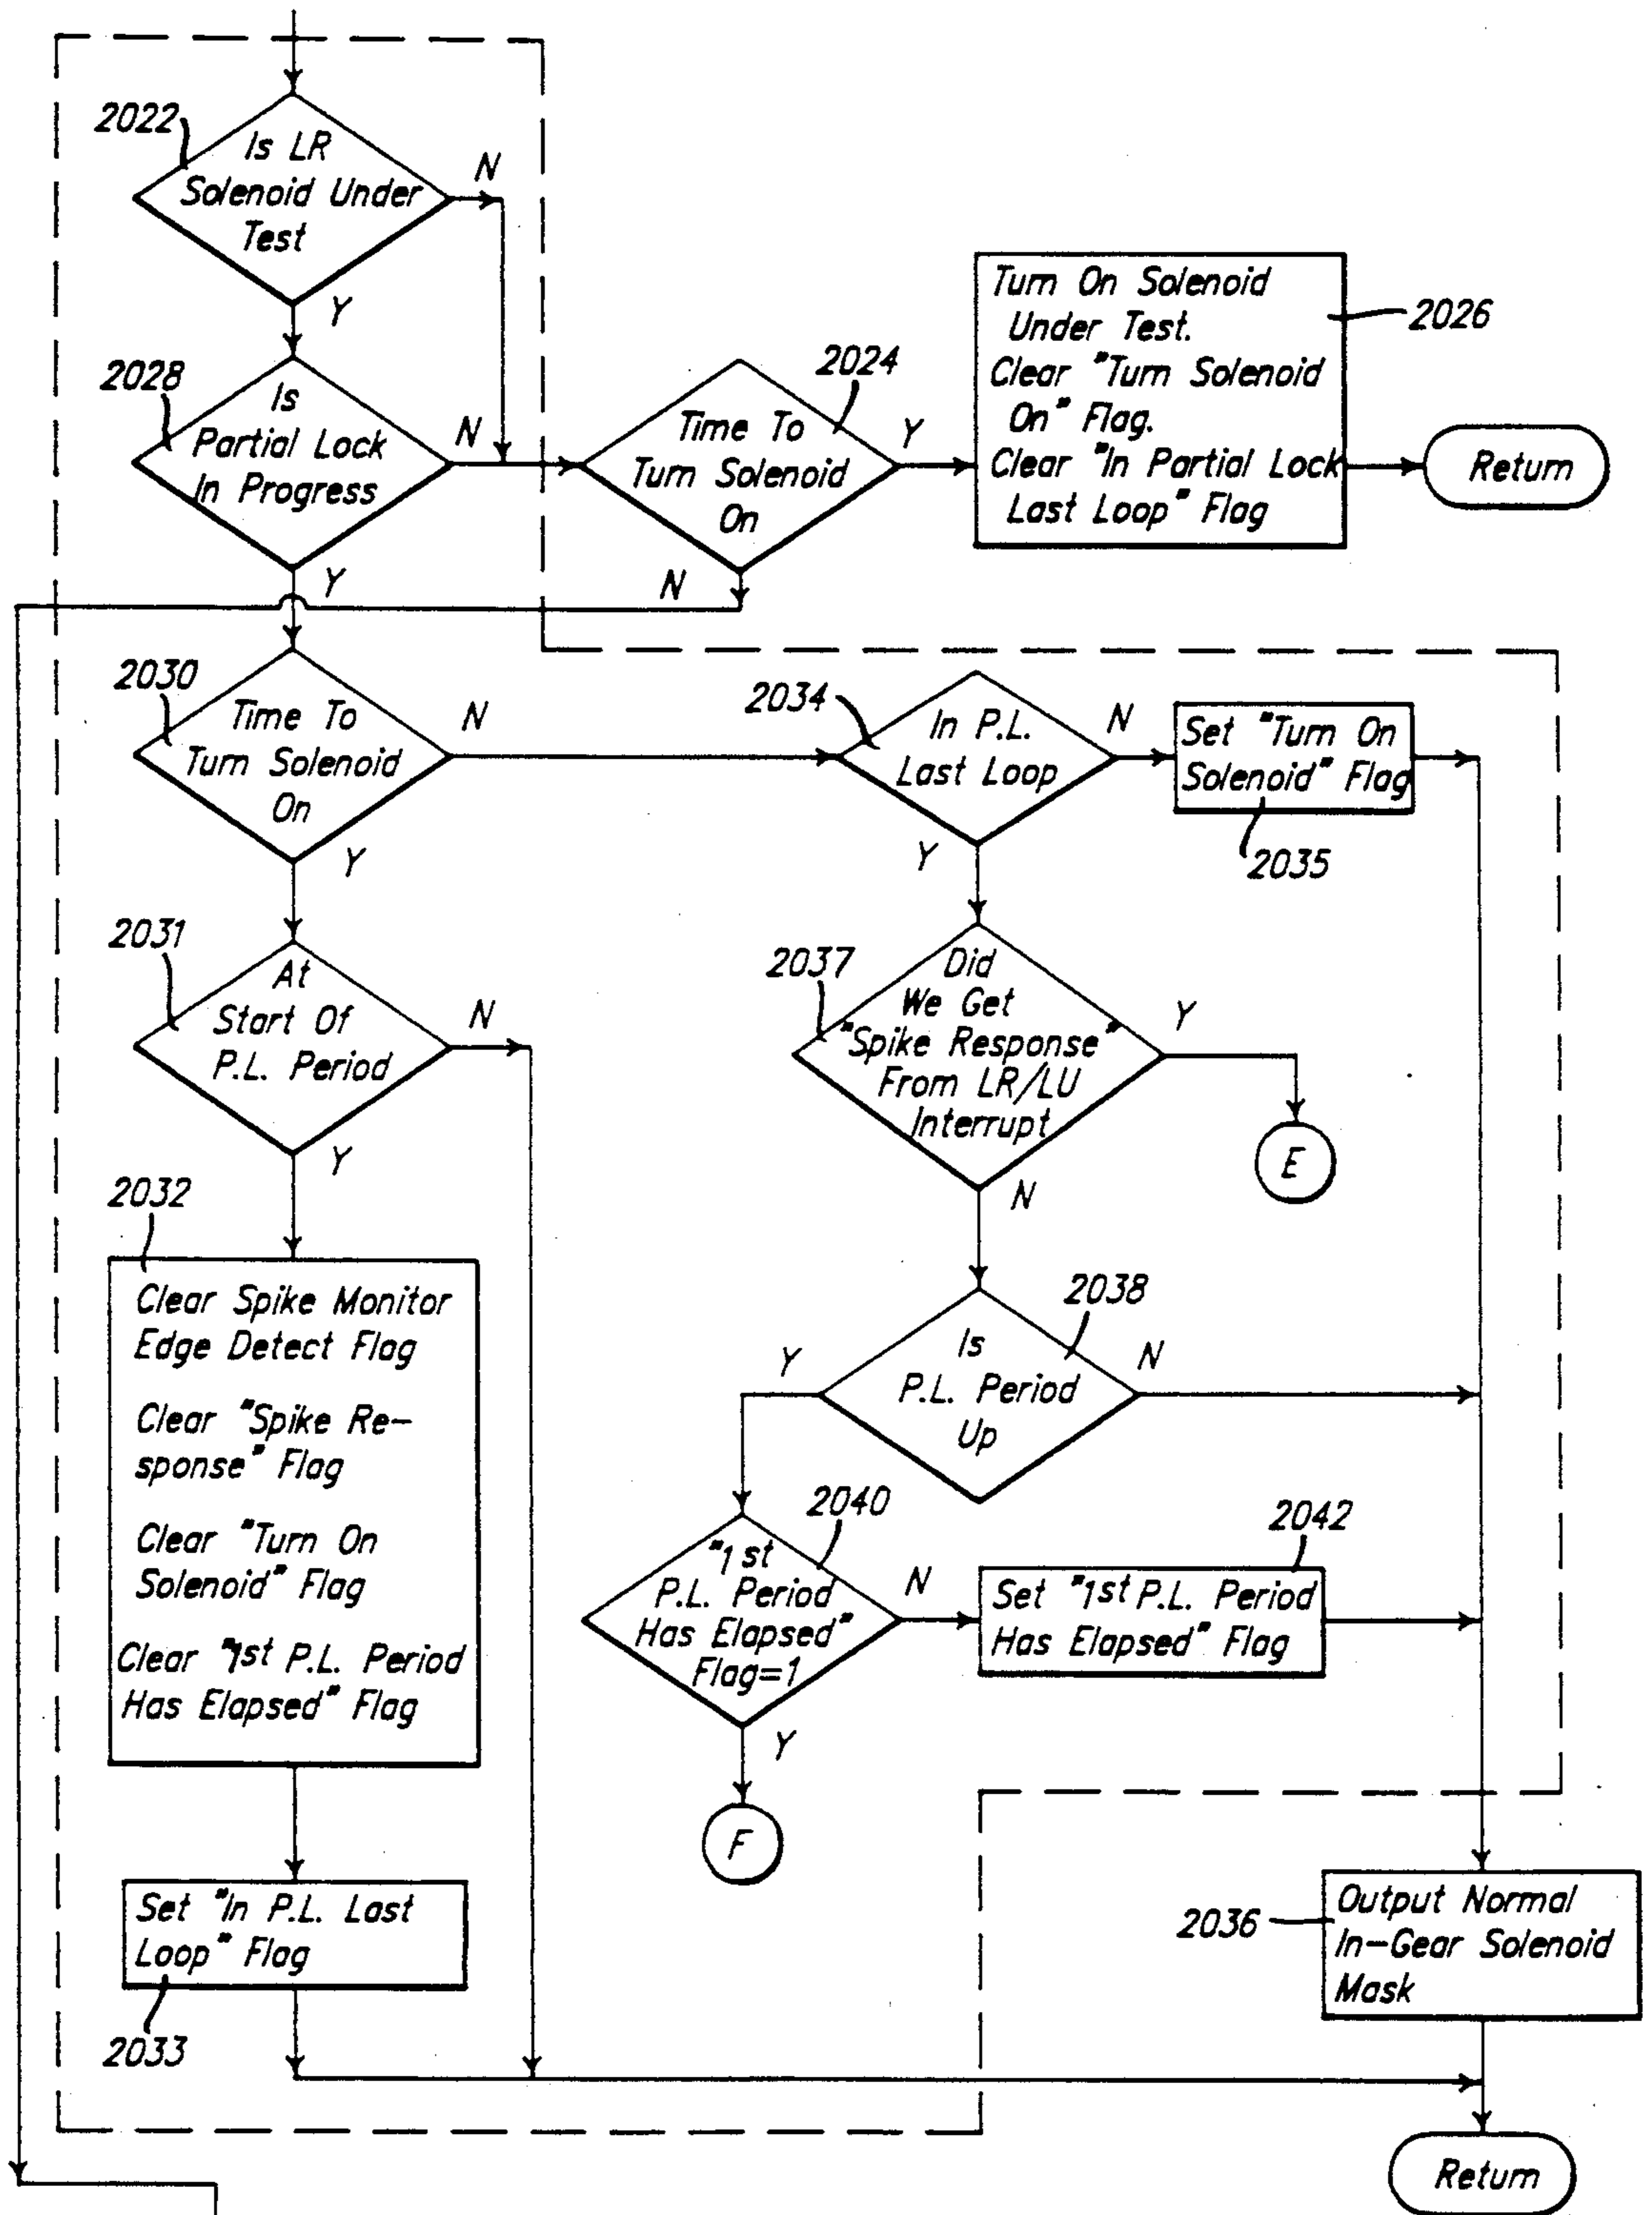 2022
Is LR
Solenoid Under
Test
N
Y
2028
Is
Partial Lock
In Progress
N
Y
2024
Time To
Turn Solenoid
On
Y
N
Turn On Solenoid
Under Test.
Clear "Turn Solenoid
On" Flag.
Clear "In Partial Lock
Last Loop" Flag
2026
Return
2030
Time To
Turn Solenoid
On
N
Y
2034
In P.L.
Last Loop
N
Y
Set "Turn On
Solenoid" Flag
2035
2031
At
Start Of
P.L. Period
N
Y
2037
Did
We Get
"Spike Response"
From LR/LU
Interrupt
Y
E
N
2032
Clear Spike Monitor
Edge Detect Flag
Clear "Spike Re-
sponse" Flag
Clear "Turn On
Solenoid" Flag
Clear "1st P.L. Period
Has Elapsed" Flag
2038
Is
P.L. Period
Up
Y
N
2040
"1st
P.L. Period
Has Elapsed"
Flag=1
N
Y
2042
Set "1st P.L. Period
Has Elapsed" Flag
F
Set "In P.L. Last
Loop" Flag
2033
2036
Output Normal
In-Gear Solenoid
Mask
Return